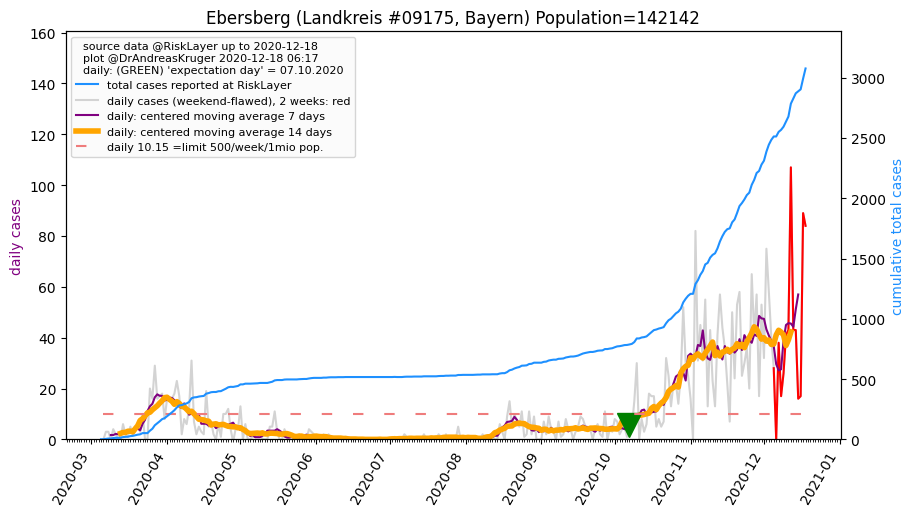 Ebersberg (Landkreis #09175, Bayern) Population=142142
source data @RiskLayer up to 2020-12-18
plot @DrAndreasKruger 2020-12-18 06:17
daily: (GREEN) 'expectation day' = 07.10.2020
total cases reported at RiskLayer
daily cases (weekend-flawed), 2 weeks: red
daily: centered moving average 7 days
daily: centered moving average 14 days
daily 10.15 =limit 500/week/1mio pop.
daily cases
160
140
120
100
80
60
40
20
0
cumulative total cases
3000
2500
2000
1500
1000
500
0
2020-03
2020-04
2020-05
2020-06
2020-07
2020-08
2020-09
2020-10
2020-11
2020-12
2021-01